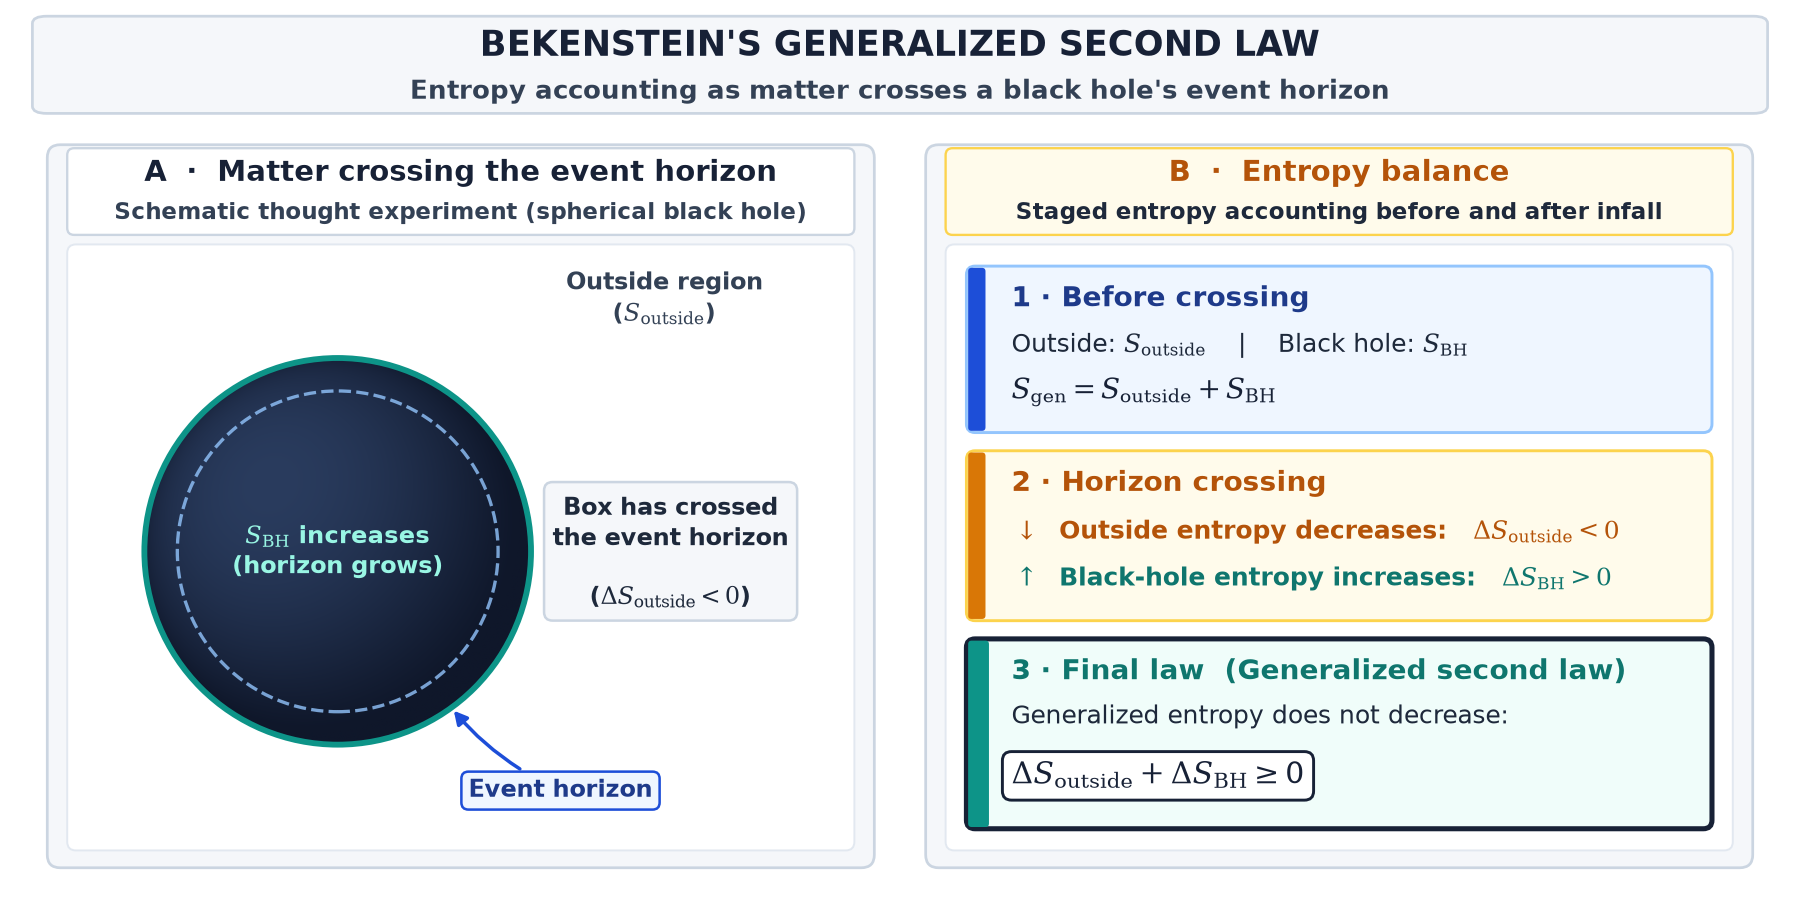 BEKENSTEIN'S GENERALIZED SECOND LAW
Entropy accounting as matter crosses a black hole's event horizon
A · Matter crossing the event horizon
Schematic thought experiment (spherical black hole)
Outside region
(S_outside)
S_BH increases
(horizon grows)
Box has crossed
the event horizon
(ΔS_outside < 0)
Event horizon
B · Entropy balance
Staged entropy accounting before and after infall
1 · Before crossing
Outside: S_outside | Black hole: S_BH
S_gen = S_outside + S_BH
2 · Horizon crossing
↓ Outside entropy decreases: ΔS_outside < 0
↑ Black-hole entropy increases: ΔS_BH > 0
3 · Final law (Generalized second law)
Generalized entropy does not decrease:
ΔS_outside + ΔS_BH ≥ 0